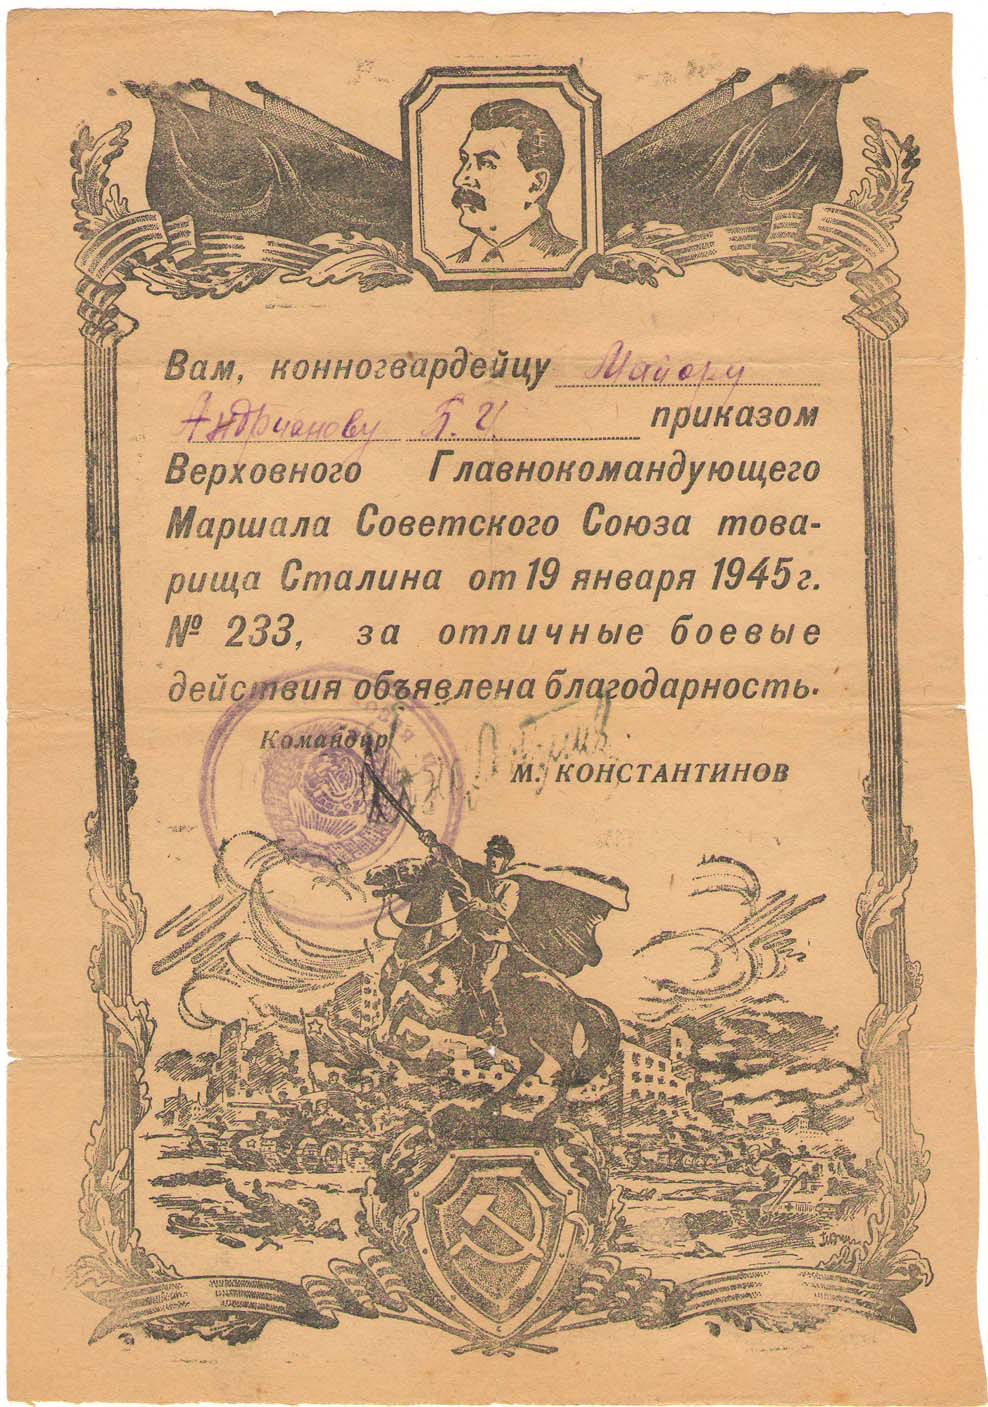 Вам, конногвардейцу Майору
Андрианову Б. И. приказом
Верховного Главнокомандующего
Маршала Советского Союза това-
рища Сталина от 19 января 1945 г.
№ 233, за отличные боевые
действия объявлена благодарность.
Командир
М. КОНСТАНТИНОВ